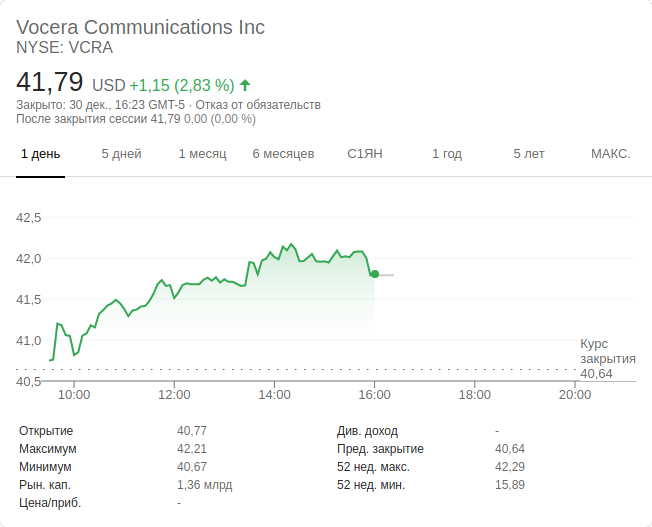 Vocera Communications Inc
NYSE: VCRA
41,79 USD +1,15 (2,83 %)
Закрыто: 30 дек., 16:23 GMT-5 · Отказ от обязательств
После закрытия сессии 41,79 0,00 (0,00 %)
1 день 5 дней 1 месяц 6 месяцев С1ЯН 1 год 5 лет МАКС.
42,5
42,0
41,5
41,0
Курс
закрытия
40,64
40,5
10:00 12:00 14:00 16:00 18:00 20:00
Открытие 40,77 Див. доход -
Максимум 42,21 Пред. закрытие 40,64
Минимум 40,67 52 нед. макс. 42,29
Рын. кап. 1,36 млрд 52 нед. мин. 15,89
Цена/приб. -